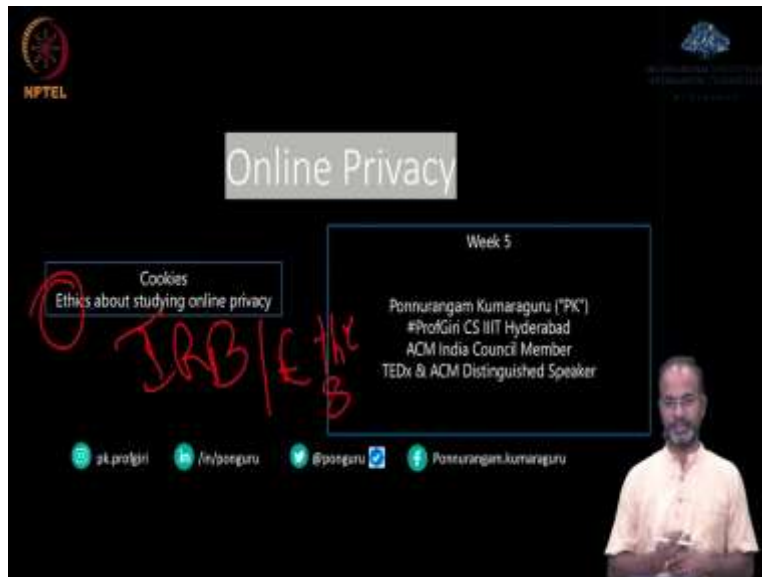 NPTEL
Online Privacy
Cookies
Ethics about studying online privacy
IRB/Ethc
B
Week 5
Ponnurangam Kumaraguru ("PK")
#ProfGiri CS IIIT Hyderabad
ACM India Council Member
TEDx & ACM Distinguished Speaker
pk.profgiri
/in/ponguru
@ponguru
Ponnurangam.kumaraguru